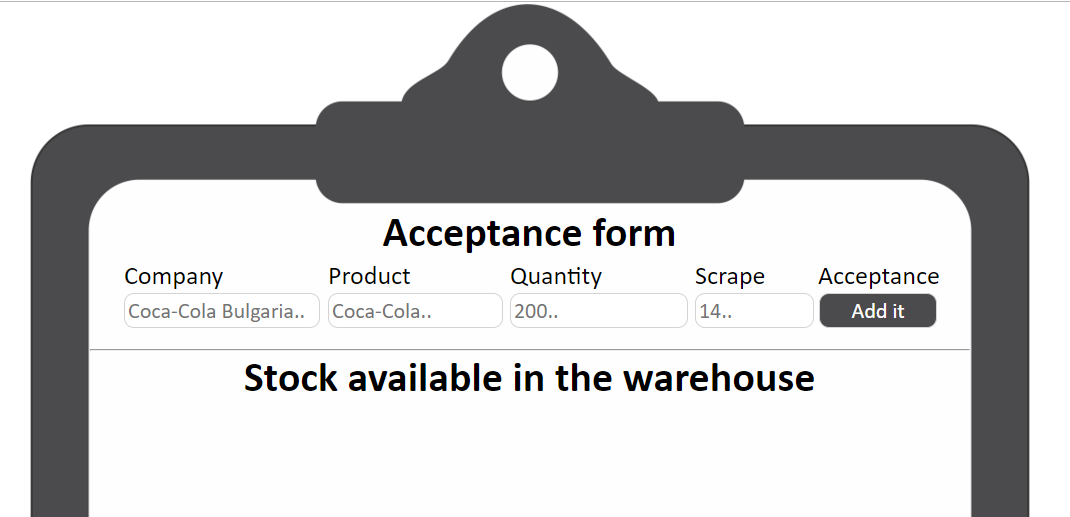 Acceptance form
Company Product Quantity Scrape Acceptance
Coca-Cola Bulgaria.. Coca-Cola.. 200.. 14.. Add it
Stock available in the warehouse